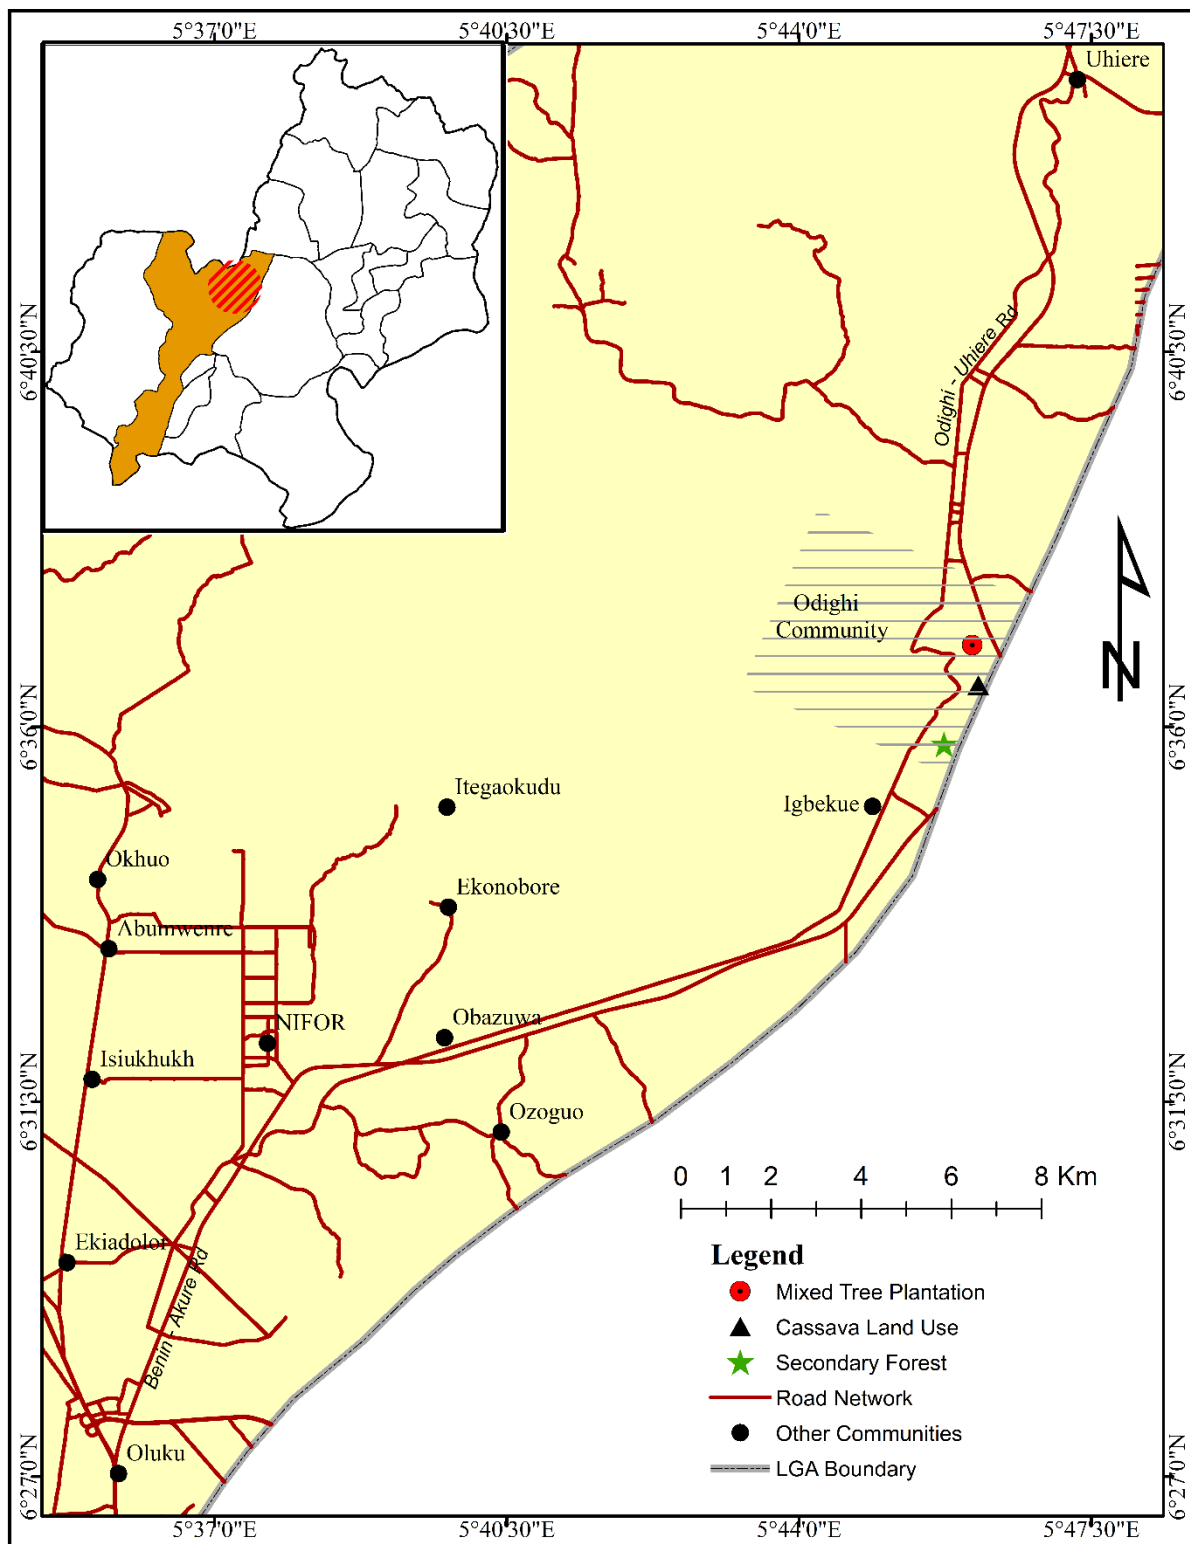 5°37'0"E
5°40'30"E
5°44'0"E
5°47'30"E
Uhiere
6°40'30"N
6°40'30"N
Odighi - Uhiere Rd
Odighi
Community
N
6°36'0"N
6°36'0"N
Itegaokudu
Igbekue
Okhuo
Ekonobore
Abumwenre
NIFOR
Obazuwa
Isiukhukh
6°31'30"N
6°31'30"N
Ozoguo
0 1 2 4 6 8 Km
Ekiadolor
Benin - Akure Rd
Legend
Mixed Tree Plantation
Cassava Land Use
Secondary Forest
Road Network
Other Communities
LGA Boundary
Oluku
6°27'0"N
6°27'0"N
5°37'0"E
5°40'30"E
5°44'0"E
5°47'30"E